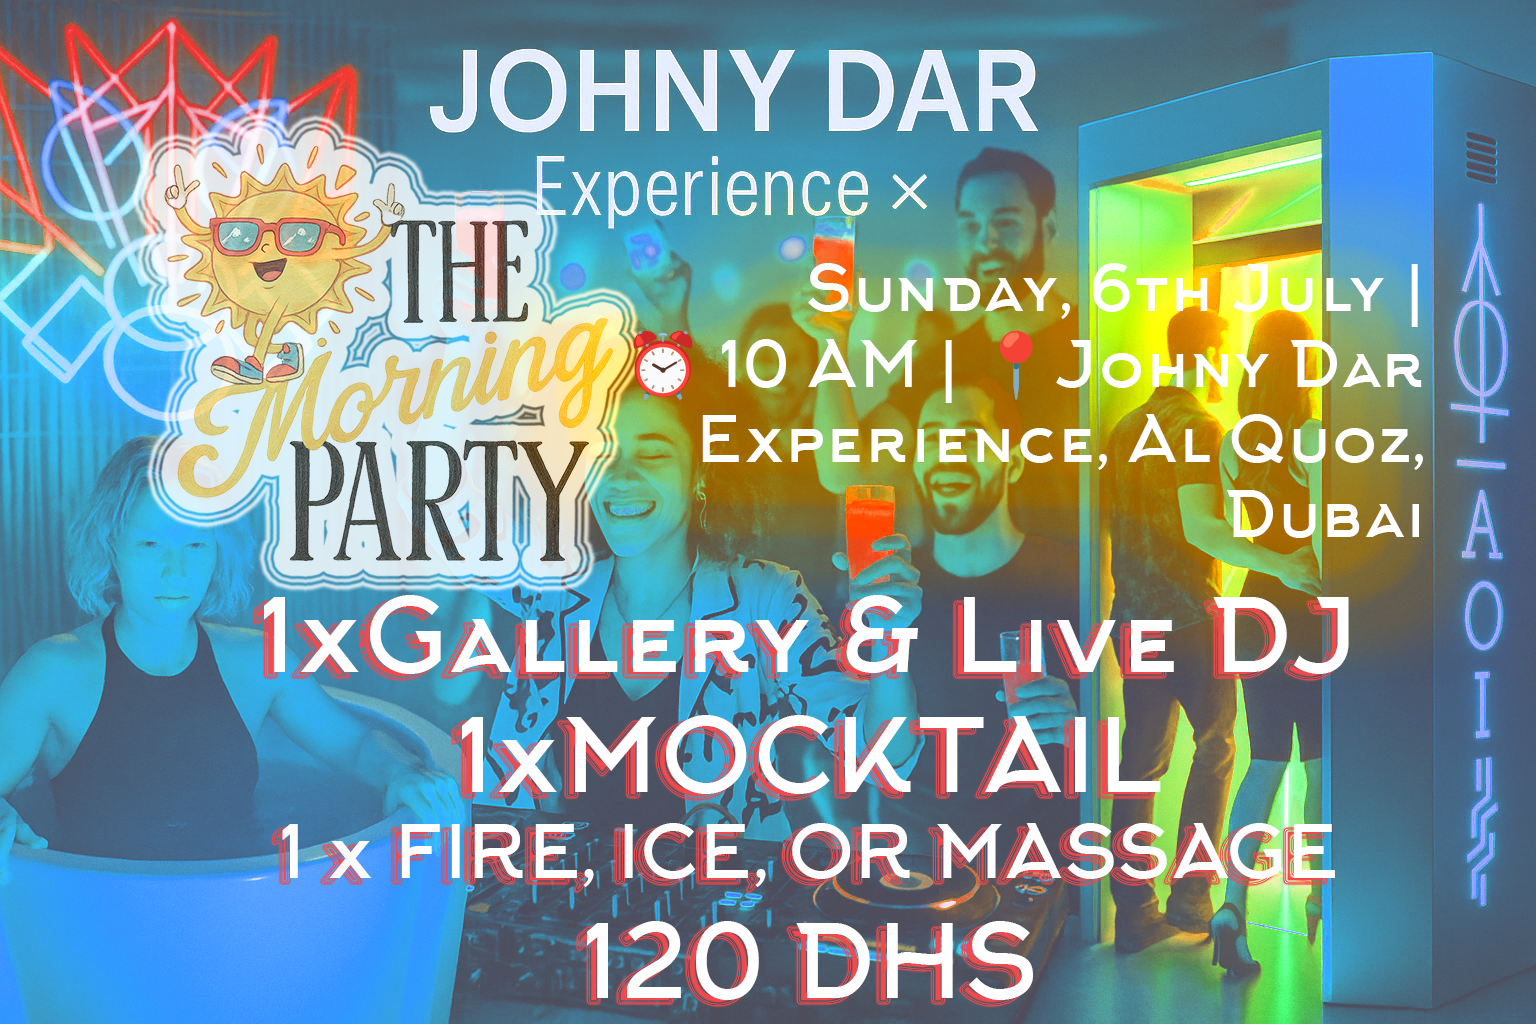 JOHNY DAR
Experience ×
THE
Morning
PARTY
Sunday, 6th July |
⏰ 10 AM | 📍 Johny Dar
Experience, Al Quoz,
Dubai
1xGallery & Live DJ
1xMOCKTAIL
1 x FIRE, ICE, OR MASSAGE
120 DHS